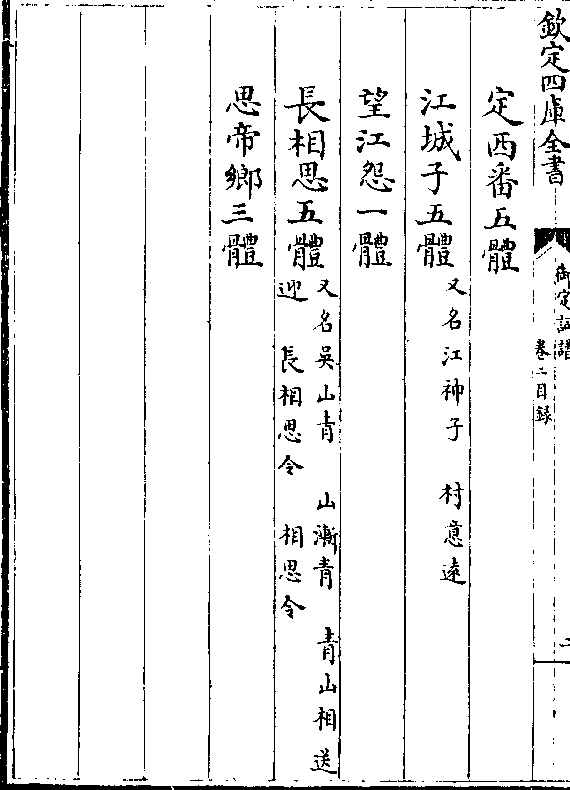 欽定四庫全書
御定詞譜
卷二目錄
二
定西番五體
江城子五體 又名江神子 村意遠
望江怨一體
長相思五體 又名吳山青 山漸青 青山相送
迎 長相思令 相思令
思帝鄉三體